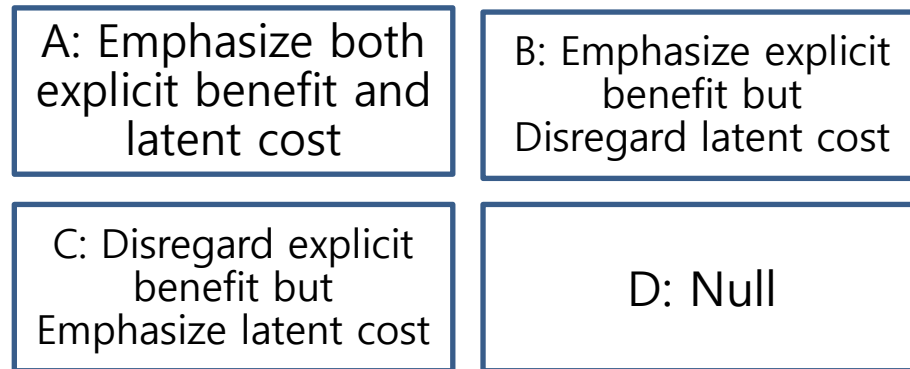 A: Emphasize both
explicit benefit and
latent cost
B: Emphasize explicit
benefit but
Disregard latent cost
C: Disregard explicit
benefit but
Emphasize latent cost
D: Null